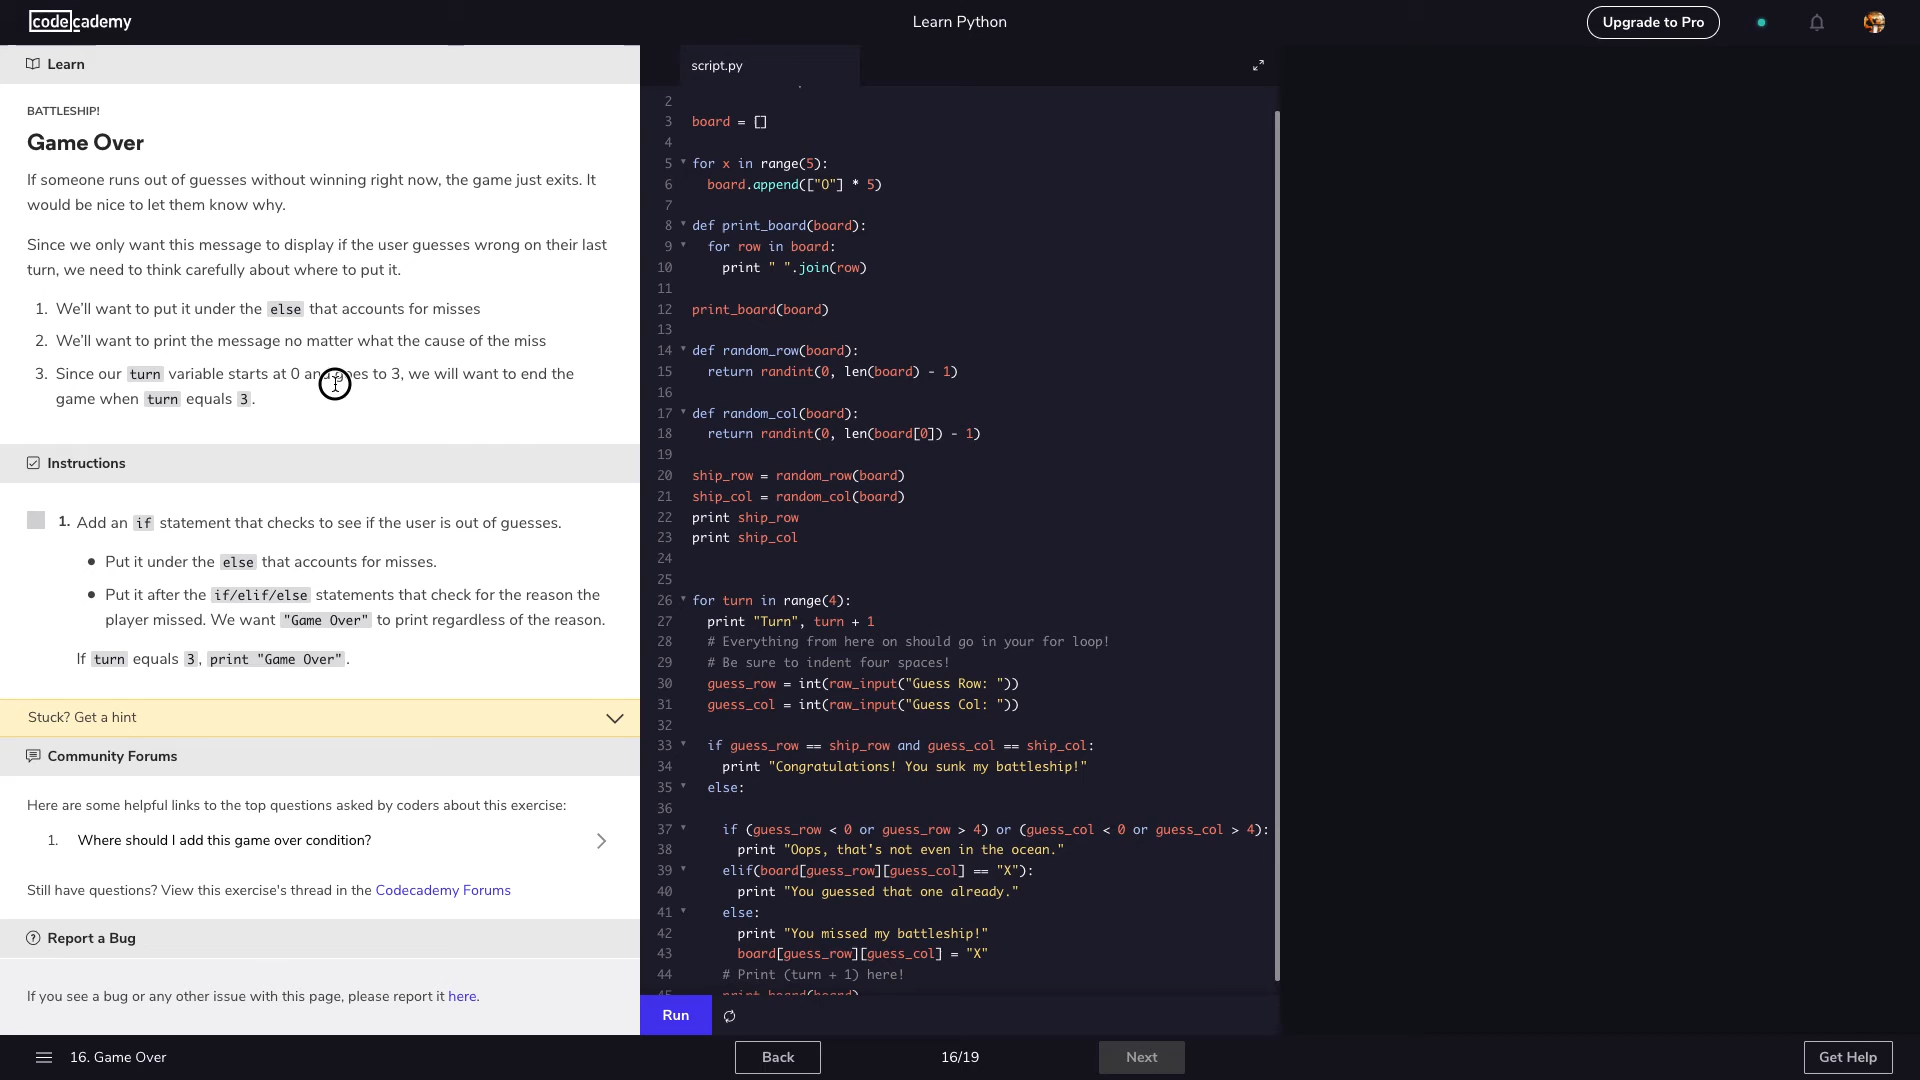 codecademy
Learn Python
Upgrade to Pro
Learn
BATTLESHIP!
Game Over
If someone runs out of guesses without winning right now, the game just exits. It
would be nice to let them know why.
Since we only want this message to display if the user guesses wrong on their last
turn, we need to think carefully about where to put it.
1. We'll want to put it under the else that accounts for misses
2. We'll want to print the message no matter what the cause of the miss
3. Since our turn variable starts at 0 and goes to 3, we will want to end the
game when turn equals 3.
Instructions
1. Add an if statement that checks to see if the user is out of guesses.
• Put it under the else that accounts for misses.
• Put it after the if/elif/else statements that check for the reason the
player missed. We want "Game Over" to print regardless of the reason.
If turn equals 3, print "Game Over".
Stuck? Get a hint
Community Forums
Here are some helpful links to the top questions asked by coders about this exercise:
1. Where should I add this game over condition?
Still have questions? View this exercise's thread in the Codecademy Forums
Report a Bug
If you see a bug or any other issue with this page, please report it here.
script.py
2
3 board = []
4
5 for x in range(5):
6 board.append(["O"] * 5)
7
8 def print_board(board):
9 for row in board:
10 print " ".join(row)
11
12 print_board(board)
13
14 def random_row(board):
15 return randint(0, len(board) - 1)
16
17 def random_col(board):
18 return randint(0, len(board[0]) - 1)
19
20 ship_row = random_row(board)
21 ship_col = random_col(board)
22 print ship_row
23 print ship_col
24
25
26 for turn in range(4):
27 print "Turn", turn + 1
28 # Everything from here on should go in your for loop!
29 # Be sure to indent four spaces!
30 guess_row = int(raw_input("Guess Row: "))
31 guess_col = int(raw_input("Guess Col: "))
32
33 if guess_row == ship_row and guess_col == ship_col:
34 print "Congratulations! You sunk my battleship!"
35 else:
36
37 if (guess_row < 0 or guess_row > 4) or (guess_col < 0 or guess_col > 4):
38 print "Oops, that's not even in the ocean."
39 elif(board[guess_row][guess_col] == "X"):
40 print "You guessed that one already."
41 else:
42 print "You missed my battleship!"
43 board[guess_row][guess_col] = "X"
44 # Print (turn + 1) here!
45 print_board(board)
Run
16. Game Over
Back
16/19
Next
Get Help